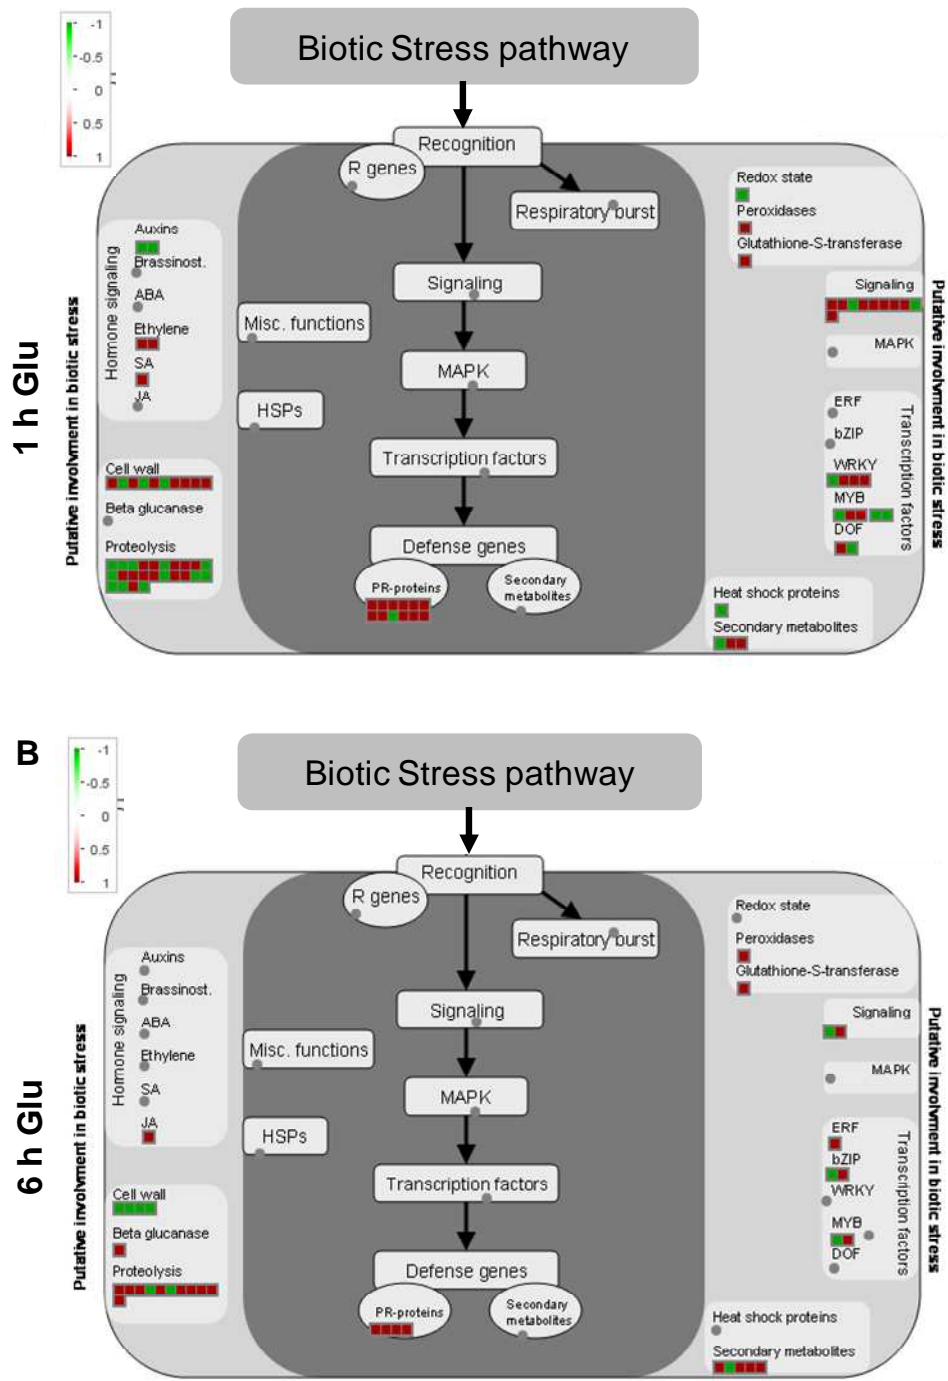 -1
-0.5
0
0.5
1
Biotic Stress pathway
1 h Glu
Putative involvment in biotic stress
Recognition
R genes
Respiratory burst
Signaling
MAPK
Transcription factors
Defense genes
PR-proteins
Secondary
metabolites
Misc. functions
HSPs
Hormone signaling
Auxins
Brassinost.
ABA
Ethylene
SA
JA
Cell wall
Beta glucanase
Proteolysis
Redox state
Peroxidases
Glutathione-S-transferase
Signaling
MAPK
ERF
bZIP
WRKY
MYB
DOF
Transcription factors
Heat shock proteins
Secondary metabolites
Putative involvment in biotic stress
B
-1
-0.5
0
0.5
1
Biotic Stress pathway
6 h Glu
Putative involvment in biotic stress
Recognition
R genes
Respiratory burst
Signaling
MAPK
Transcription factors
Defense genes
PR-proteins
Secondary
metabolites
Misc. functions
HSPs
Hormone signaling
Auxins
Brassinost.
ABA
Ethylene
SA
JA
Cell wall
Beta glucanase
Proteolysis
Redox state
Peroxidases
Glutathione-S-transferase
Signaling
MAPK
ERF
bZIP
WRKY
MYB
DOF
Transcription factors
Heat shock proteins
Secondary metabolites
Putative involvment in biotic stress